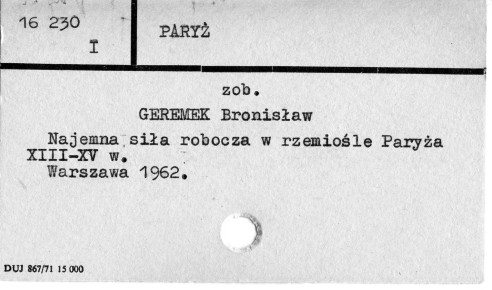 16 230
I
PARYŻ
zob.
GEREMEK Bronisław
Najemna siła robocza w rzemiośle Paryża
XIII-XV w.
Warszawa 1962.
DUJ 867/71 15 000